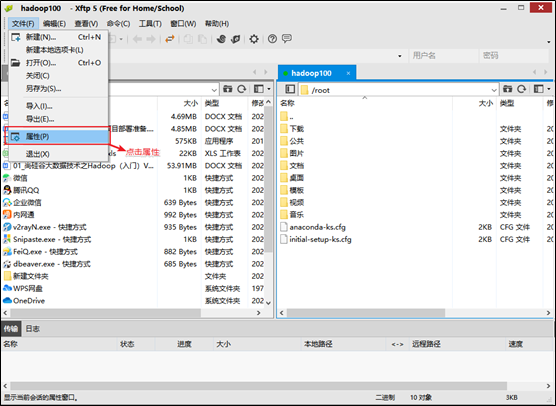 hadoop100 - Xftp 5 (Free for Home/School)
文件(F) 编辑(E) 查看(V) 命令(C) 工具(T) 窗口(W) 帮助(H)
新建(N)... Ctrl+N
新建本地选项卡(L)
打开(O)... Ctrl+O
关闭(C)
另存为(S)...
导入(I)...
导出(E)...
属性(P)
退出(X)
点击属性
用户名 密码
大小 类型 修改
4.69MB DOCX 文档 202
目部署准备.... 4.85MB DOCX 文档 202
575KB 应用程序 201
xls 22KB XLS 工作表 202
01_尚硅谷大数据技术之Hadoop（入门）V... 53.91MB DOCX 文档 202
微信 1KB 快捷方式 202
腾讯QQ 1KB 快捷方式 202
企业微信 639 Bytes 快捷方式 202
内网通 992 Bytes 快捷方式 202
v2rayN.exe - 快捷方式 935 Bytes 快捷方式 202
Snipaste.exe - 快捷方式 1KB 快捷方式 202
FeiQ.exe - 快捷方式 882 Bytes 快捷方式 202
dbeaver.exe - 快捷方式 685 Bytes 快捷方式 202
新建文件夹 文件夹 202
WPS网盘 系统文件夹 197
OneDrive 系统文件夹 202
hadoop100
/root
名称 大小 类型 修改
..
下载 文件夹 20
公共 文件夹 20
图片 文件夹 20
文档 文件夹 20
桌面 文件夹 20
模板 文件夹 20
视频 文件夹 20
音乐 文件夹 20
anaconda-ks.cfg 2KB CFG 文件 20
initial-setup-ks.cfg 2KB CFG 文件 20
传输 日志
名称 状态 进度 大小 本地路径 <-> 远程路径 速度
显示当前会话的属性窗口。 二进制 10 对象 3KB